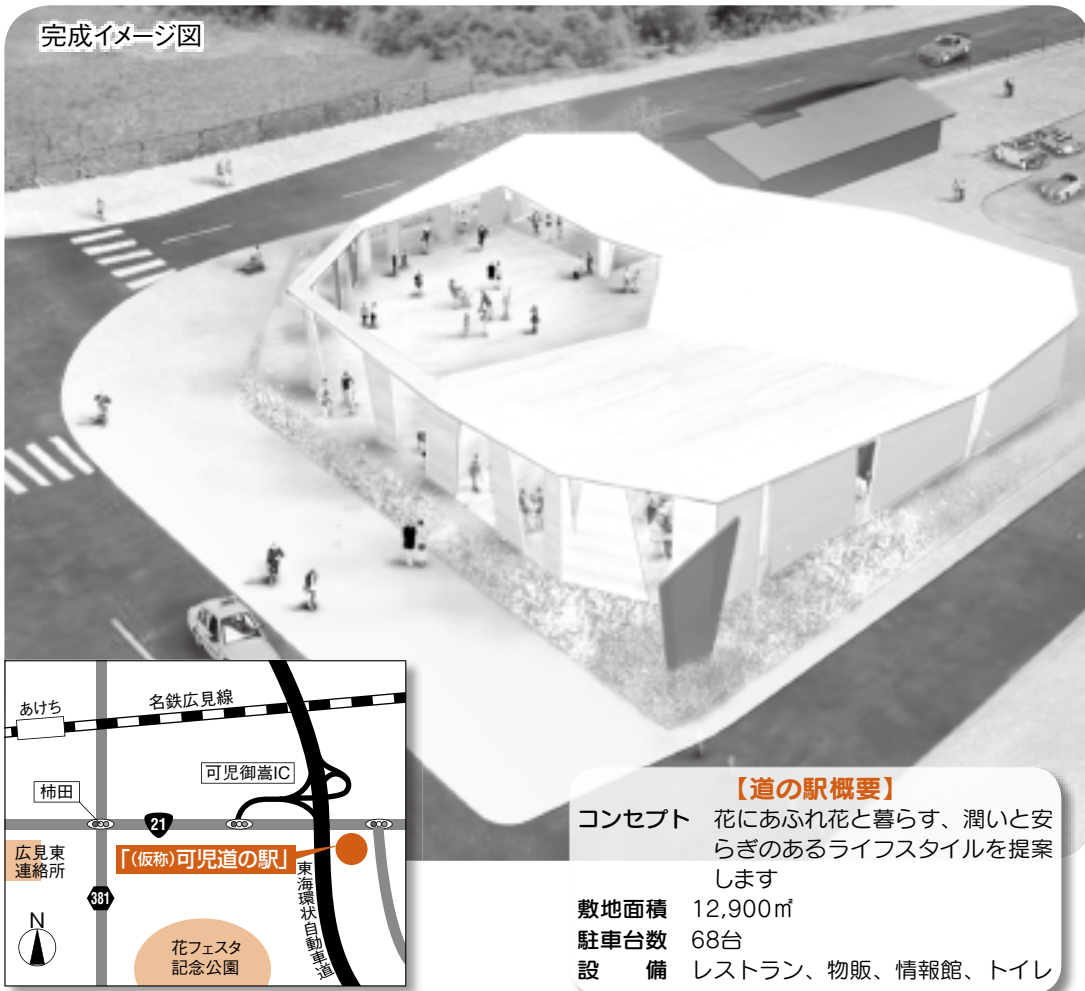 完成イメージ図
名鉄広見線
あけち
可児御嵩IC
柿田
21
「(仮称)可児道の駅」
広見東
連絡所
381
東海環状自動車道
N
花フェスタ
記念公園
【道の駅概要】
コンセプト 花にあふれ花と暮らす、潤いと安
らぎのあるライフスタイルを提案
します
敷地面積 12,900㎡
駐車台数 68台
設 備 レストラン、物販、情報館、トイレ